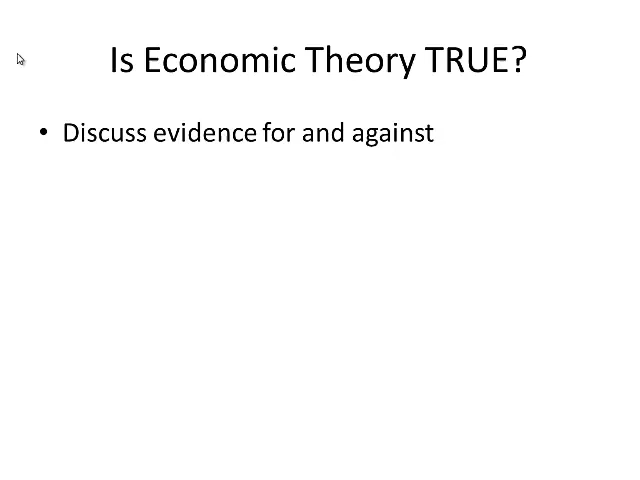 Is Economic Theory TRUE?
• Discuss evidence for and against